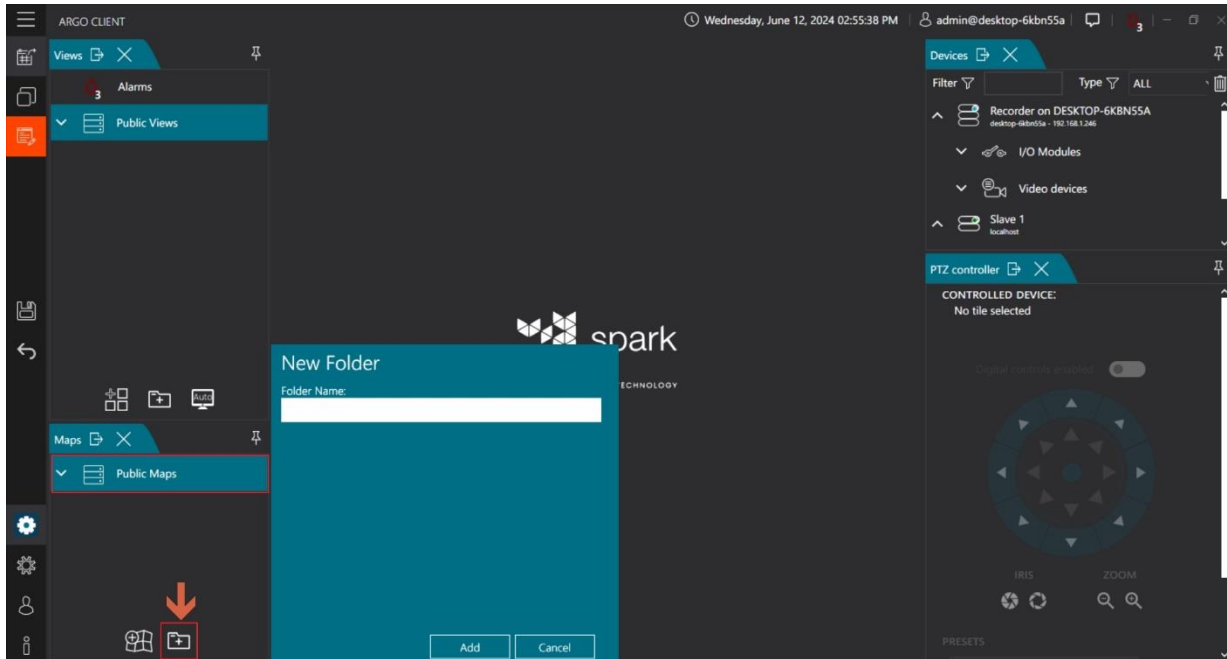 ARGO CLIENT
Wednesday, June 12, 2024 02:55:38 PM
admin@desktop-6kbn55a
3
Views
3
Alarms
Public Views
Auto
Maps
Public Maps
spark
TECHNOLOGY
New Folder
Folder Name:
Add
Cancel
Devices
Filter
Type
ALL
Recorder on DESKTOP-6KBN55A
desktop-6kbn55a - 192.168.1.246
I/O Modules
Video devices
Slave 1
localhost
PTZ controller
CONTROLLED DEVICE:
No tile selected
Digital controls enabled
IRIS
ZOOM
PRESETS